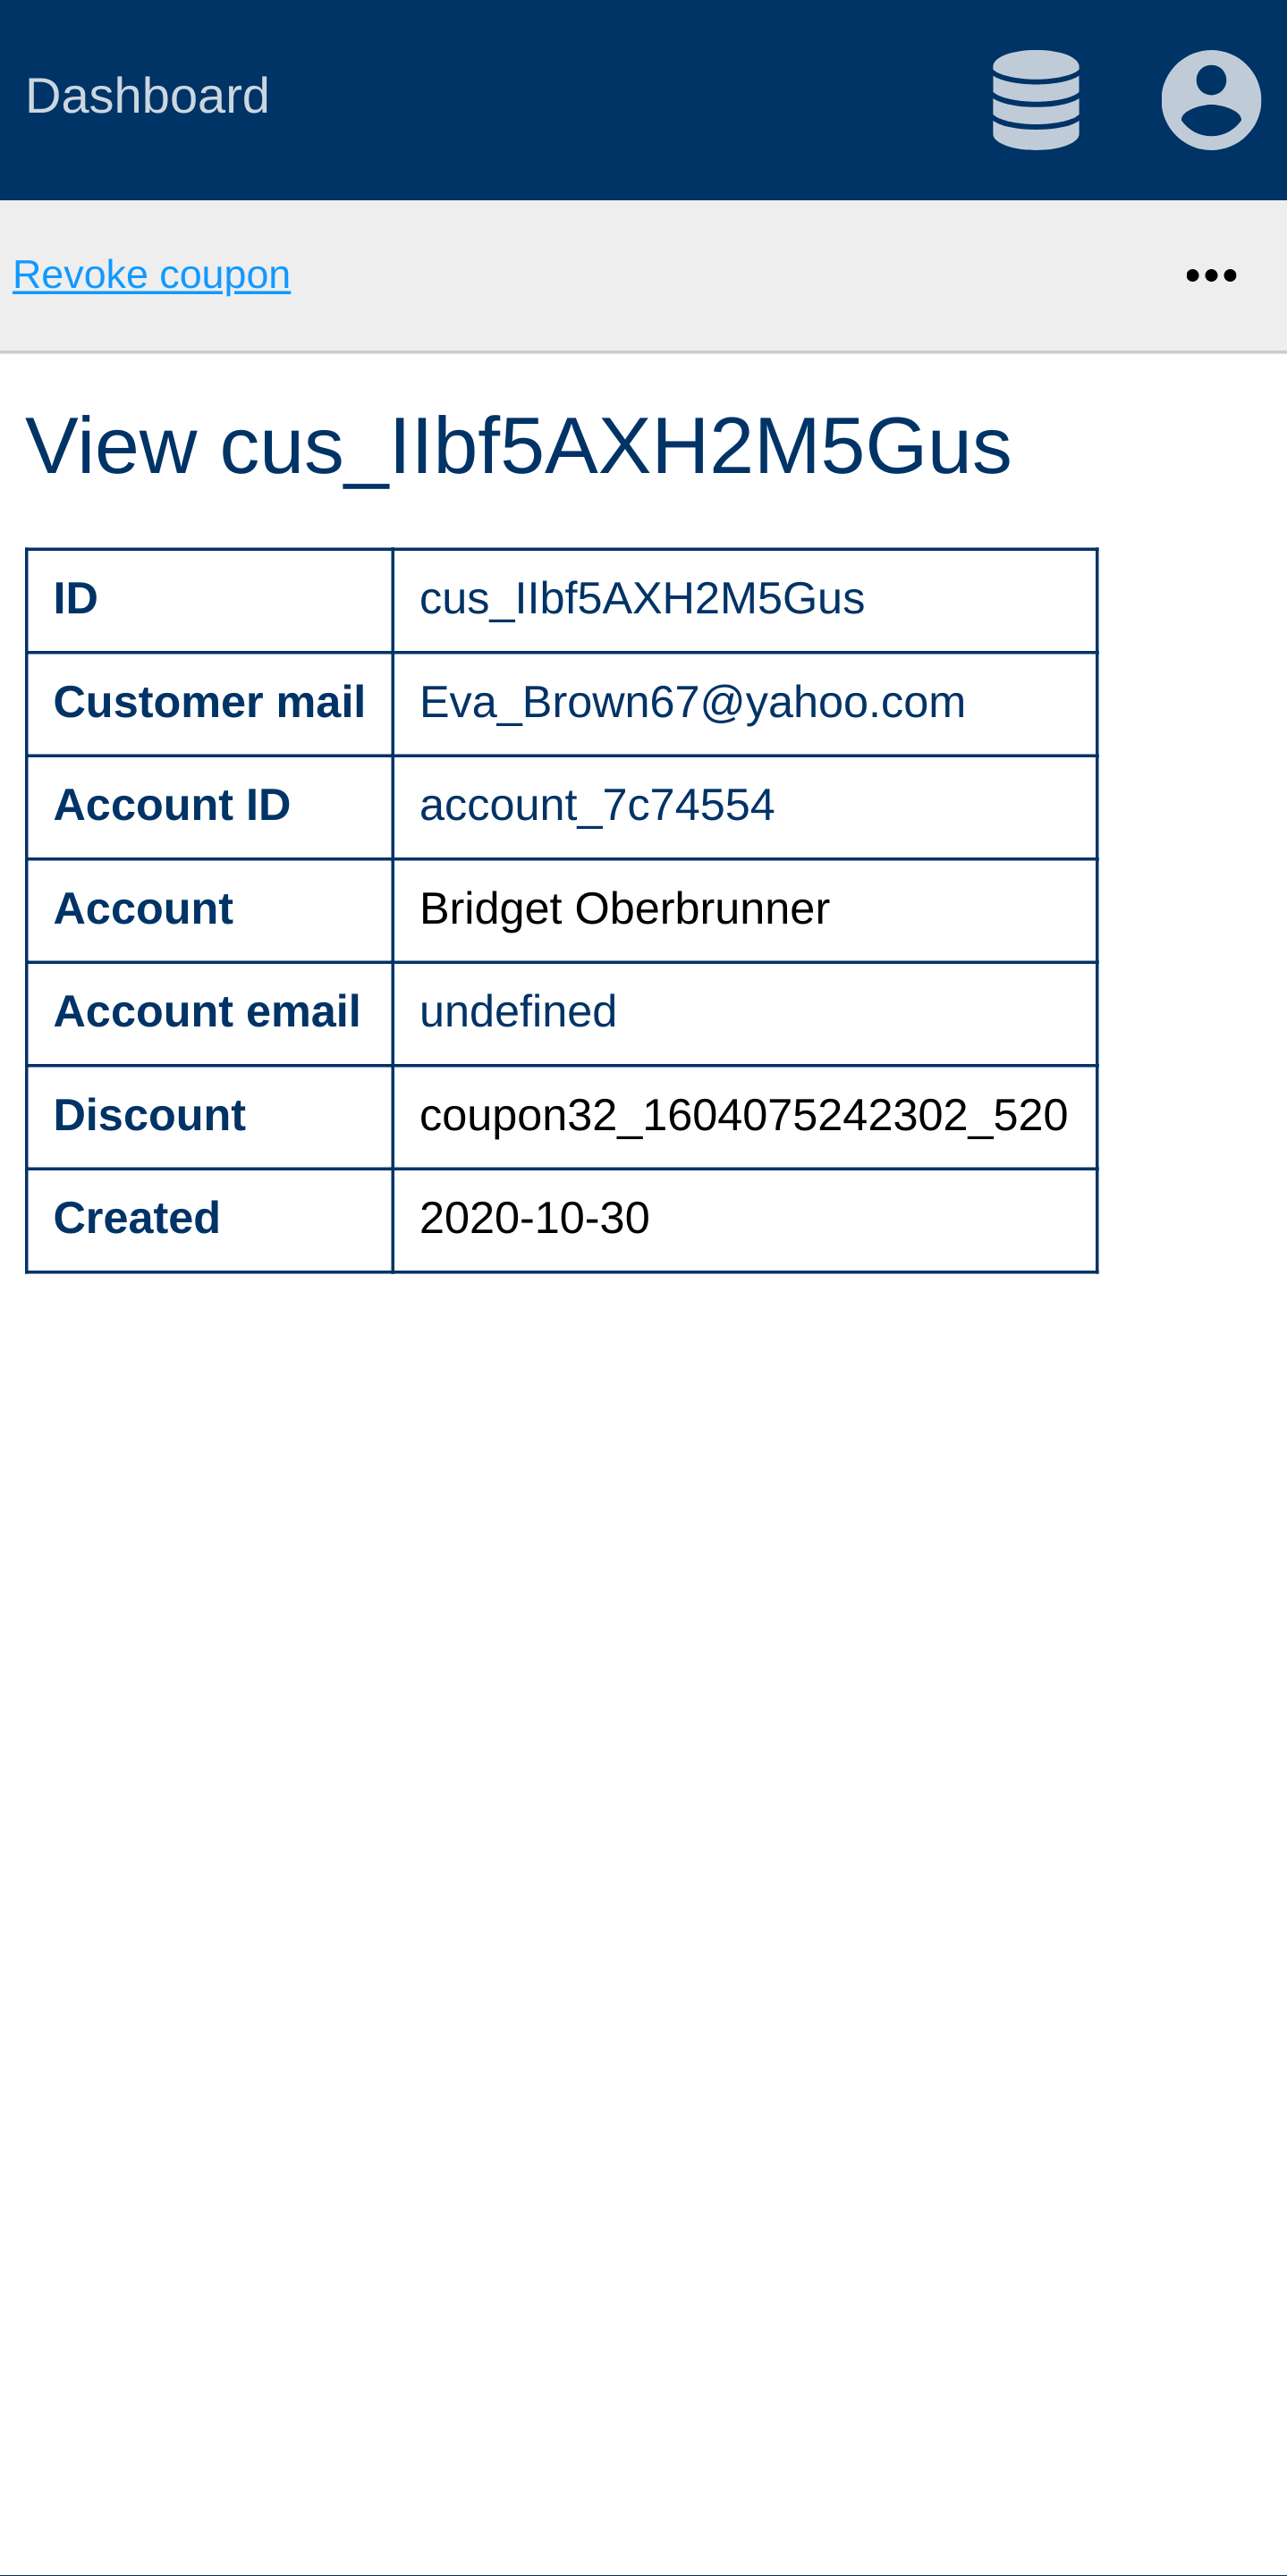 Dashboard
Revoke coupon
View cus_IIbf5AXH2M5Gus
ID cus_IIbf5AXH2M5Gus
Customer mail Eva_Brown67@yahoo.com
Account ID account_7c74554
Account Bridget Oberbrunner
Account email undefined
Discount coupon32_1604075242302_520
Created 2020-10-30